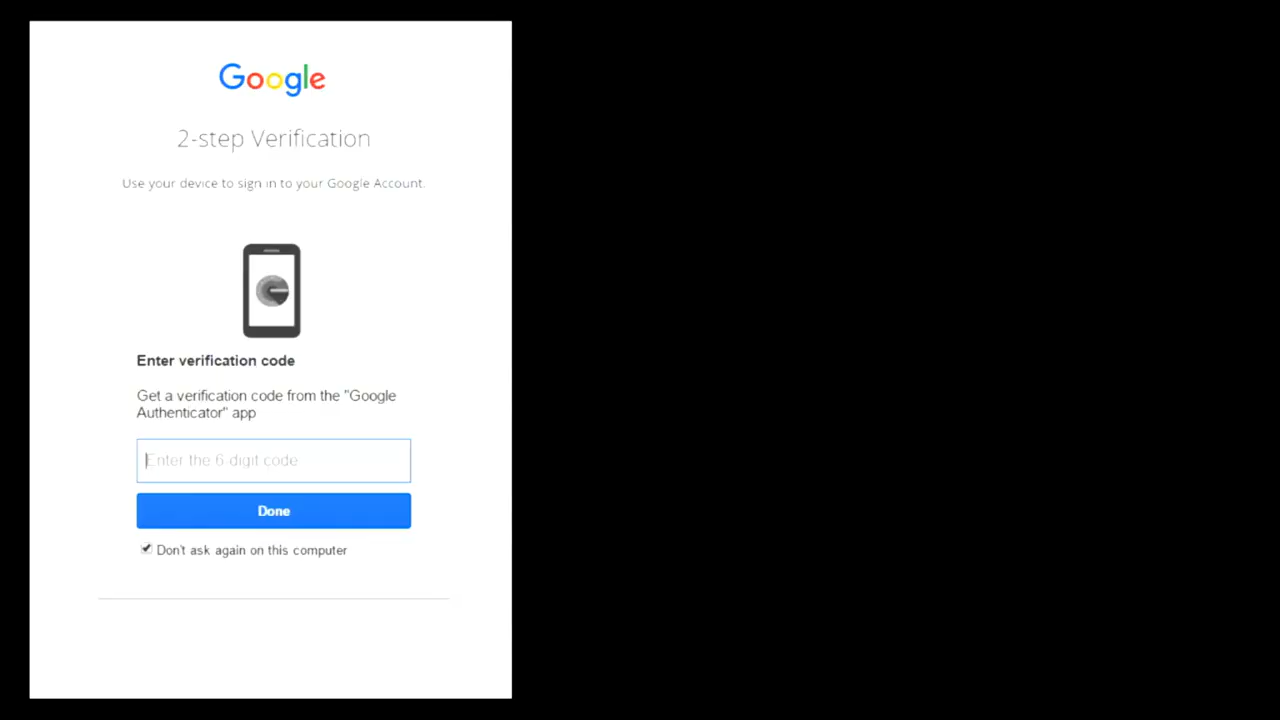 Google
2-step Verification
Use your device to sign in to your Google Account.
Enter verification code
Get a verification code from the "Google
Authenticator" app
Enter the 6 digit code
Done
Don't ask again on this computer